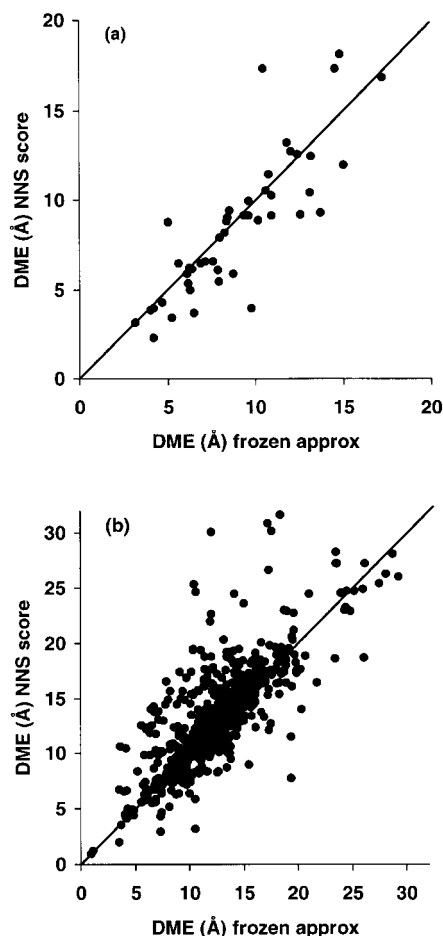 (a)
20
15
10
5
0
DME (Å) NNS score
0 5 10 15 20
DME (Å) frozen approx
(b)
30
25
20
15
10
5
0
DME (Å) NNS score
0 5 10 15 20 25 30
DME (Å) frozen approx